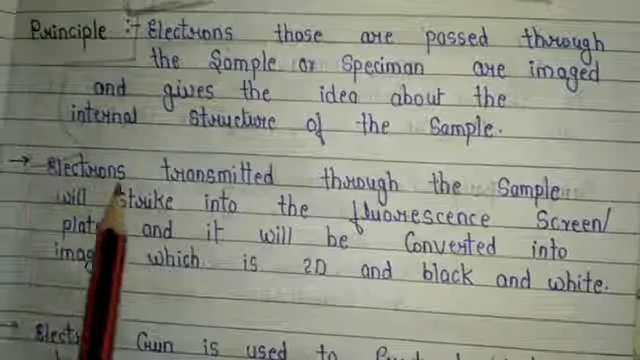 Principle :- Electrons those are passed through
the Sample or Speciman are imaged
and gives the idea about the
internal structure of the Sample.
→ Electrons transmitted through the Sample
will strike into the fluorescence Screen/
plate and it will be Converted into
image which is 2D and black and white.
→ Electron Gun is used to